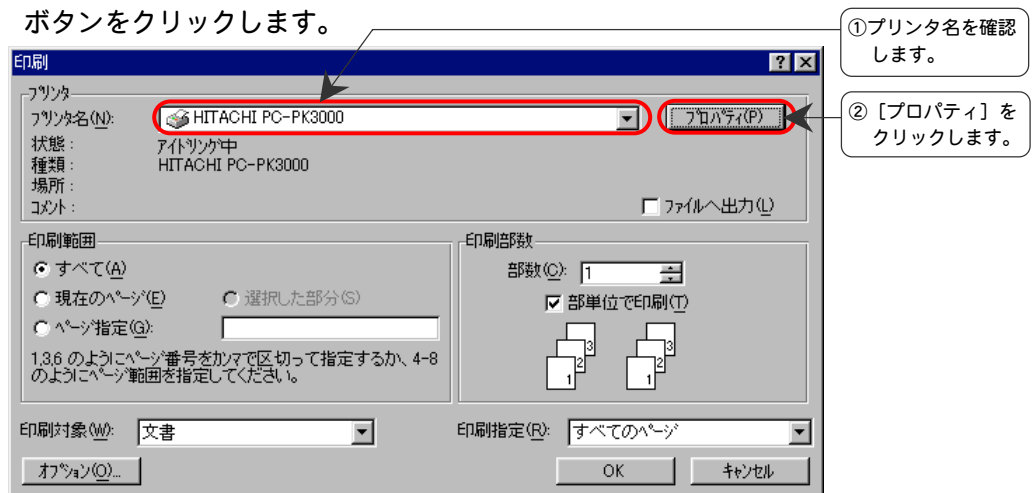 ボタンをクリックします。
①プリンタ名を確認
します。
印刷
プリンタ
プリンタ名(N): HITACHI PC-PK3000 プロパティ(P)
② [プロパティ] を
クリックします。
状態: アイドリング中
種類: HITACHI PC-PK3000
場所:
コメント: ファイルへ出力(L)
印刷範囲 印刷部数
すべて(A) 部数(C): 1
現在のページ(E) 選択した部分(S) 部単位で印刷(T)
ページ指定(G):
1,3,6 のようにページ番号をカンマで区切って指定するか、4-8
のようにページ範囲を指定してください。
3 3
2 2
1 1
印刷対象(W): 文書 印刷指定(R): すべてのページ
オプション(O)... OK キャンセル